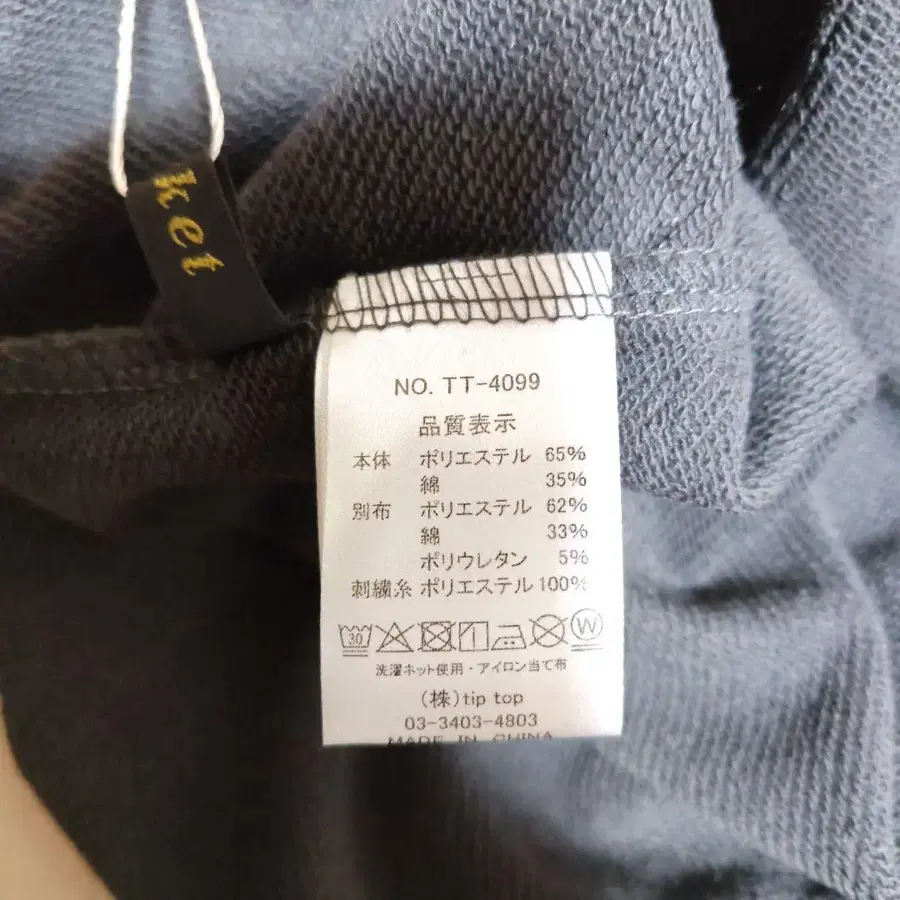 ket
NO. TT-4099
品質表示
本体 ポリエステル 65%
綿 35%
別布 ポリエステル 62%
綿 33%
ポリウレタン 5%
刺繍糸 ポリエステル 100%
30 W
洗濯ネット使用・アイロン当て布
(株)tip top
03-3403-4803
MADE IN CHINA